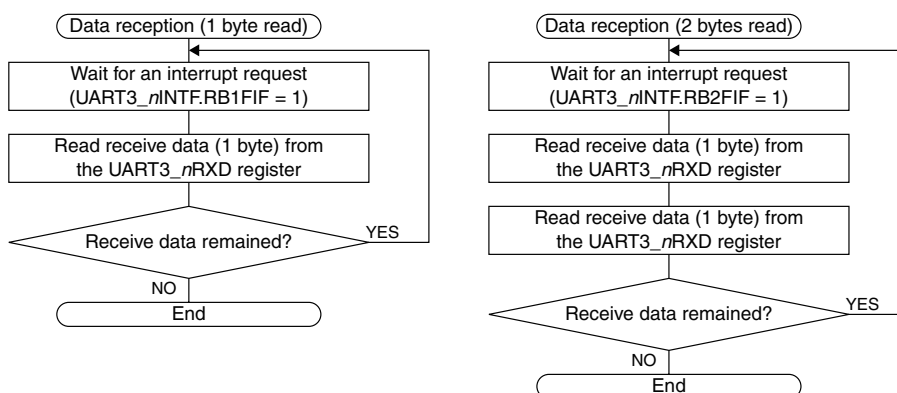 Data reception (1 byte read)
Wait for an interrupt request
(UART3_nINTF.RB1FIF = 1)
Read receive data (1 byte) from
the UART3_nRXD register
Receive data remained?
YES
NO
End
Data reception (2 bytes read)
Wait for an interrupt request
(UART3_nINTF.RB2FIF = 1)
Read receive data (1 byte) from
the UART3_nRXD register
Read receive data (1 byte) from
the UART3_nRXD register
Receive data remained?
YES
NO
End